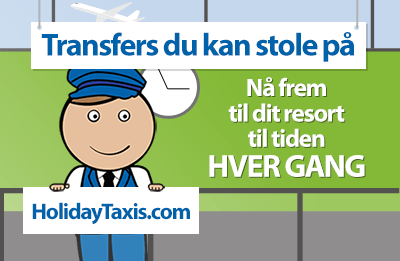 Transfers du kan stole på
Nå frem
til dit resort
til tiden
HVER GANG
HolidayTaxis.com